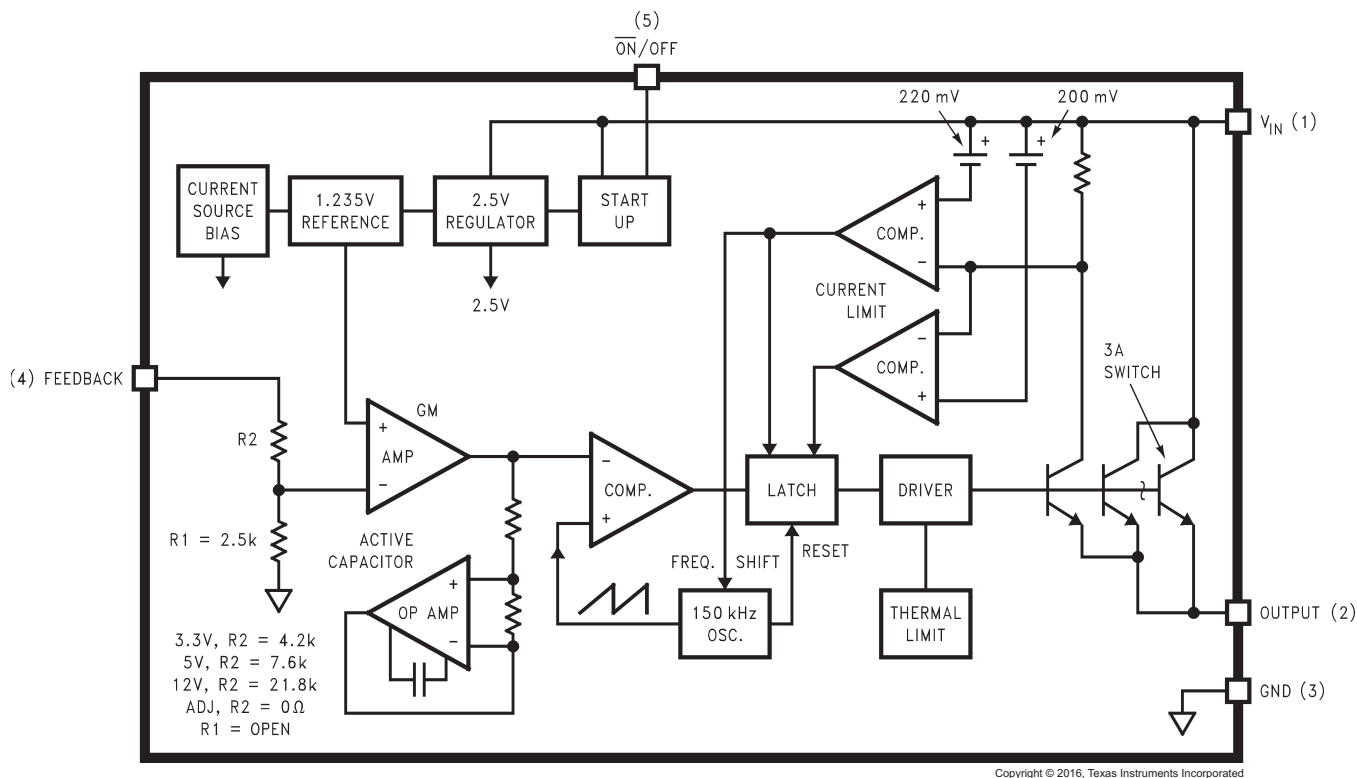 (5)
ON/OFF
220 mV
200 mV
V_IN (1)
CURRENT
SOURCE
BIAS
1.235V
REFERENCE
2.5V
REGULATOR
START
UP
+
+
+
COMP.
−
2.5V
CURRENT
LIMIT
−
COMP.
+
3A
SWITCH
(4) FEEDBACK
GM
R2
+
AMP
−
−
COMP.
+
LATCH
DRIVER
R1 = 2.5k
ACTIVE
CAPACITOR
FREQ. SHIFT
RESET
+
OP AMP
−
150 kHz
OSC.
THERMAL
LIMIT
OUTPUT (2)
3.3V, R2 = 4.2k
5V, R2 = 7.6k
12V, R2 = 21.8k
ADJ, R2 = 0Ω
R1 = OPEN
GND (3)
Copyright © 2016, Texas Instruments Incorporated